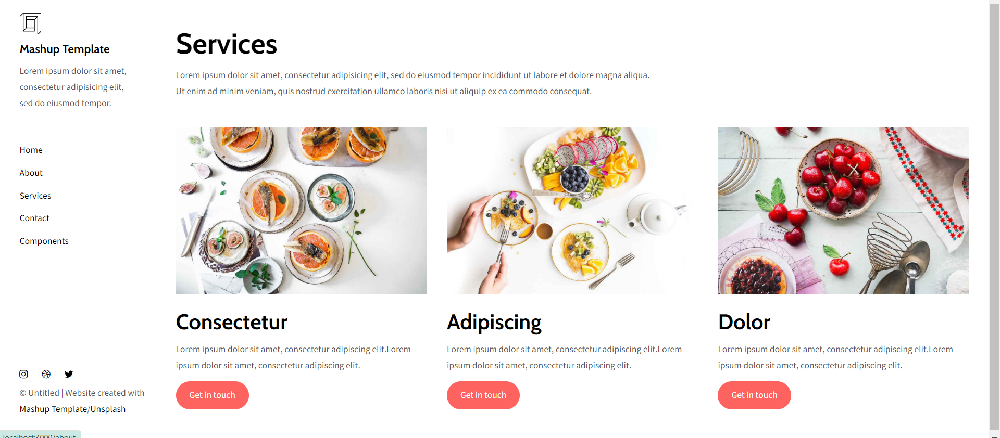 Mashup Template
Lorem ipsum dolor sit amet,
consectetur adipisicing elit,
sed do eiusmod tempor.
Home
About
Services
Contact
Components
© Untitled | Website created with
Mashup Template/Unsplash
localhost:3000/about
Services
Lorem ipsum dolor sit amet, consectetur adipisicing elit, sed do eiusmod tempor incididunt ut labore et dolore magna aliqua.
Ut enim ad minim veniam, quis nostrud exercitation ullamco laboris nisi ut aliquip ex ea commodo consequat.
Consectetur
Lorem ipsum dolor sit amet, consectetur adipiscing elit.Lorem
ipsum dolor sit amet, consectetur adipiscing elit.
Get in touch
Adipiscing
Lorem ipsum dolor sit amet, consectetur adipiscing elit.Lorem
ipsum dolor sit amet, consectetur adipiscing elit.
Get in touch
Dolor
Lorem ipsum dolor sit amet, consectetur adipiscing elit.Lorem
ipsum dolor sit amet, consectetur adipiscing elit.
Get in touch